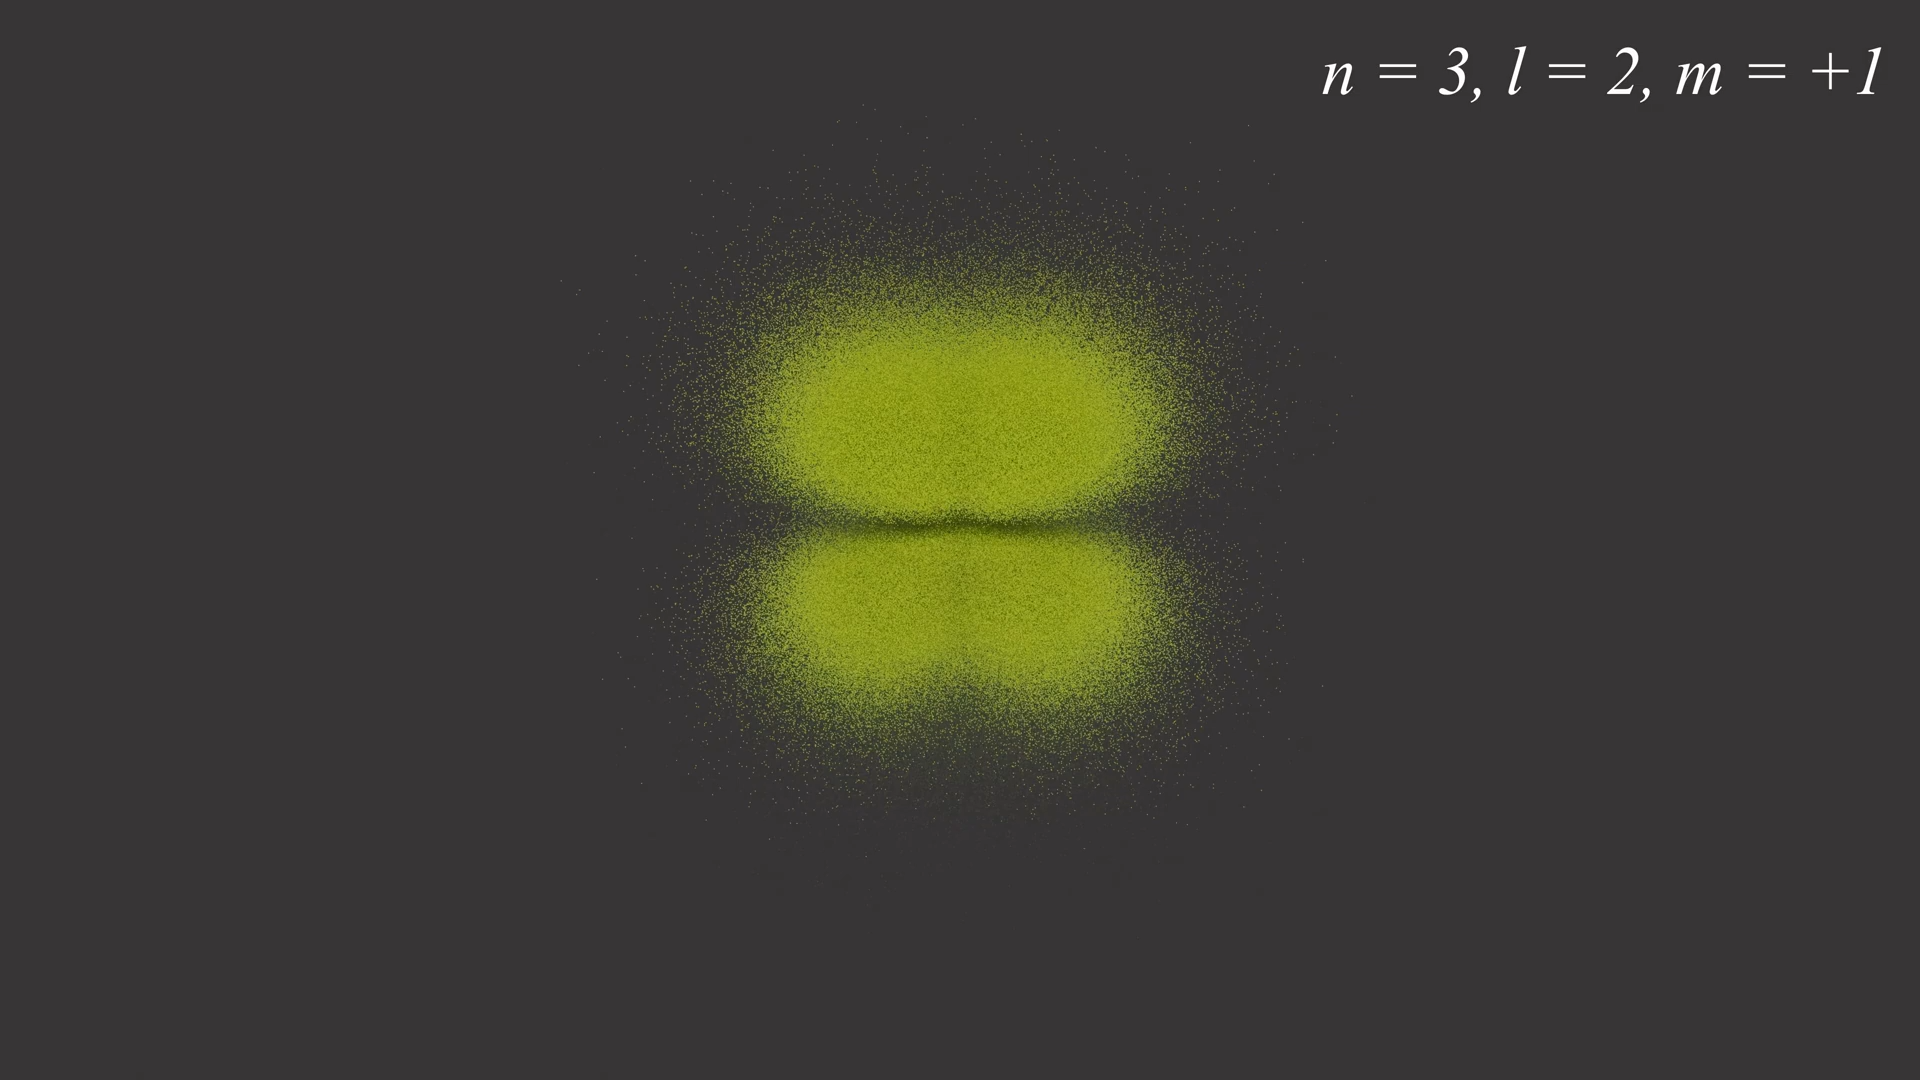 n = 3, l = 2, m = +1